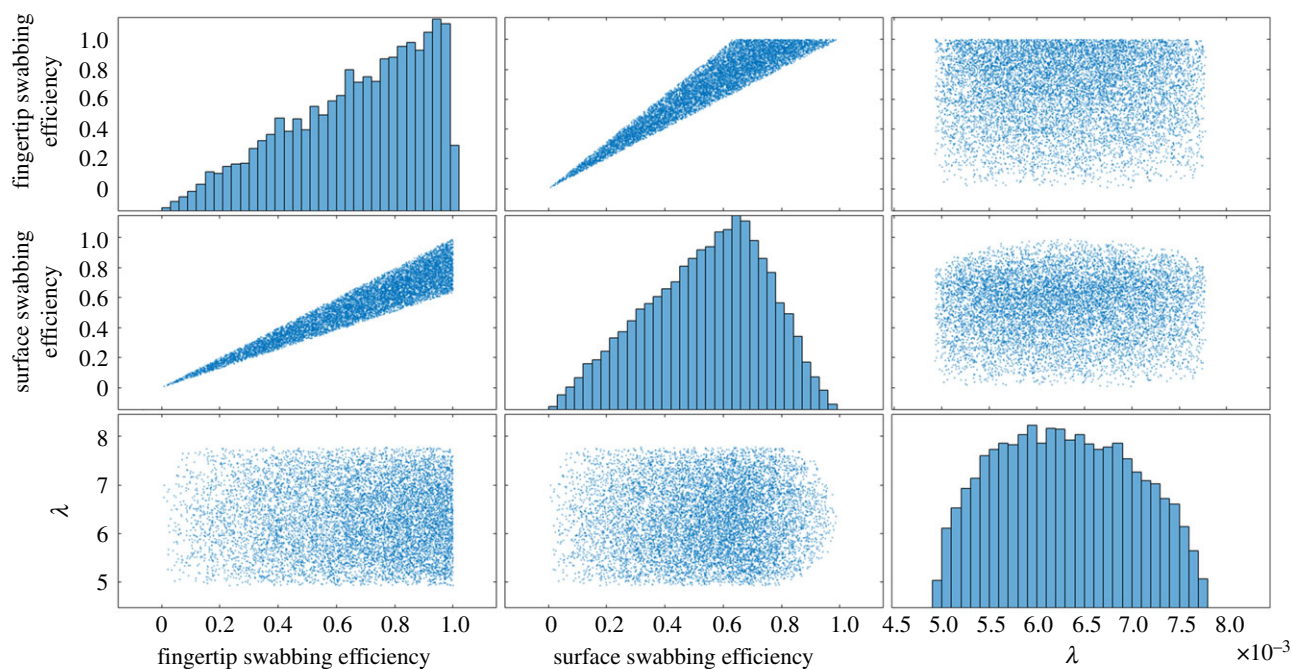 fingertip swabbing
efficiency
1.0
0.8
0.6
0.4
0.2
0
surface swabbing
efficiency
1.0
0.8
0.6
0.4
0.2
0
λ
8
7
6
5
0 0.2 0.4 0.6 0.8 1.0 0 0.2 0.4 0.6 0.8 1.0 4.5 5.0 5.5 6.0 6.5 7.0 7.5 8.0
fingertip swabbing efficiency surface swabbing efficiency λ ×10⁻³